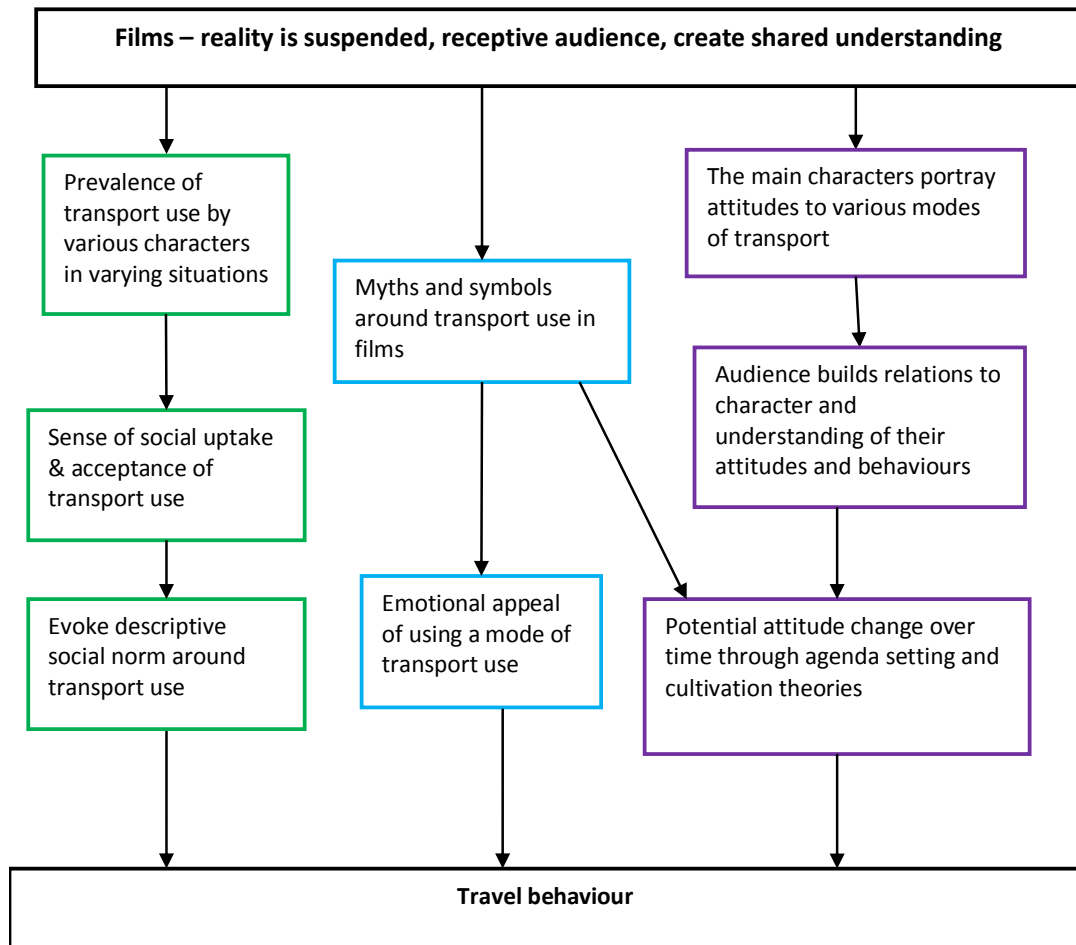 Films – reality is suspended, receptive audience, create shared understanding
Prevalence of
transport use by
various characters
in varying situations
Sense of social uptake
& acceptance of
transport use
Evoke descriptive
social norm around
transport use
Myths and symbols
around transport use in
films
Emotional appeal
of using a mode of
transport use
The main characters portray
attitudes to various modes
of transport
Audience builds relations to
character and
understanding of their
attitudes and behaviours
Potential attitude change over
time through agenda setting and
cultivation theories
Travel behaviour